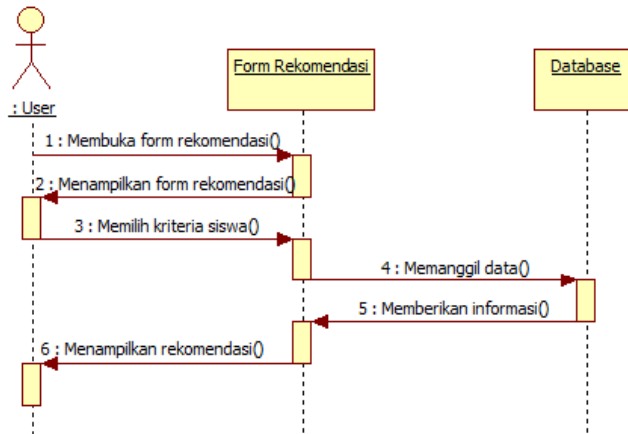 Form Rekomendasi
Database
: User
1 : Membuka form rekomendasi()
2 : Menampilkan form rekomendasi()
3 : Memilih kriteria siswa()
4 : Memanggil data()
5 : Memberikan informasi()
6 : Menampilkan rekomendasi()